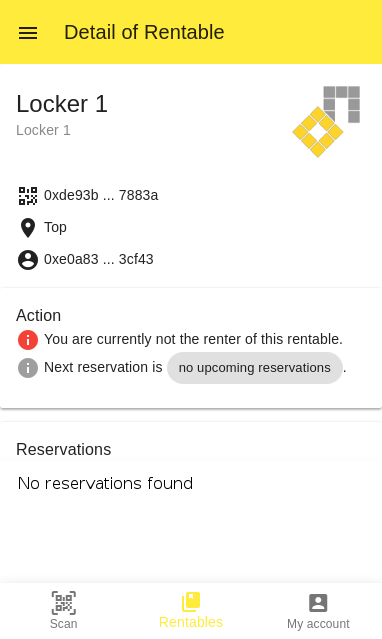 Detail of Rentable
Locker 1
Locker 1
0xde93b ... 7883a
Top
0xe0a83 ... 3cf43
Action
You are currently not the renter of this rentable.
Next reservation is no upcoming reservations.
Reservations
No reservations found
Scan
Rentables
My account